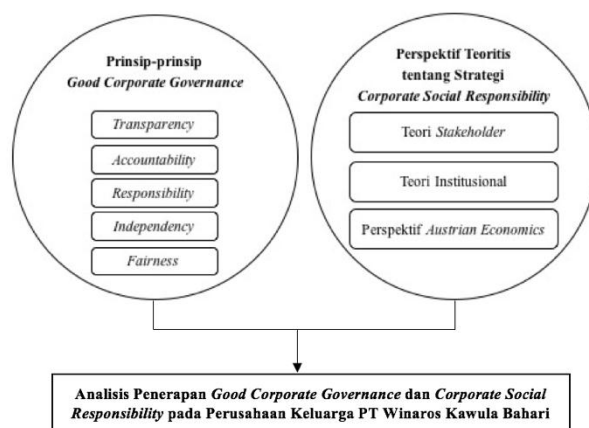 Prinsip-prinsip
Good Corporate Governance
Transparency
Accountability
Responsibility
Independency
Fairness
Perspektif Teoritis
tentang Strategi
Corporate Social Responsibility
Teori Stakeholder
Teori Institusional
Perspektif Austrian Economics
Analisis Penerapan Good Corporate Governance dan Corporate Social
Responsibility pada Perusahaan Keluarga PT Winaros Kawula Bahari